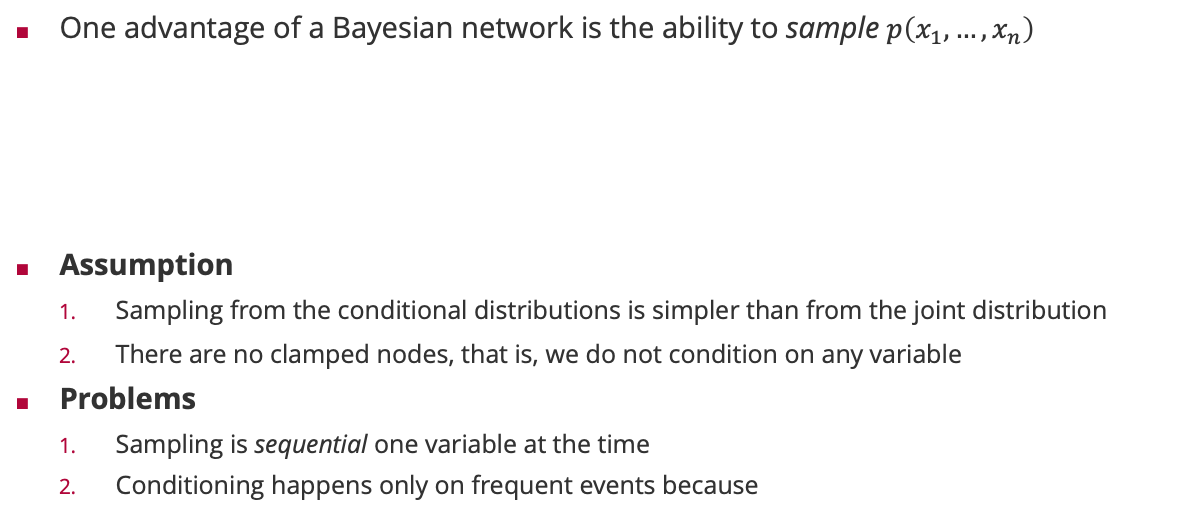 ▪ One advantage of a Bayesian network is the ability to sample p(x₁, …, xₙ)
▪ Assumption
1. Sampling from the conditional distributions is simpler than from the joint distribution
2. There are no clamped nodes, that is, we do not condition on any variable
▪ Problems
1. Sampling is sequential one variable at the time
2. Conditioning happens only on frequent events because